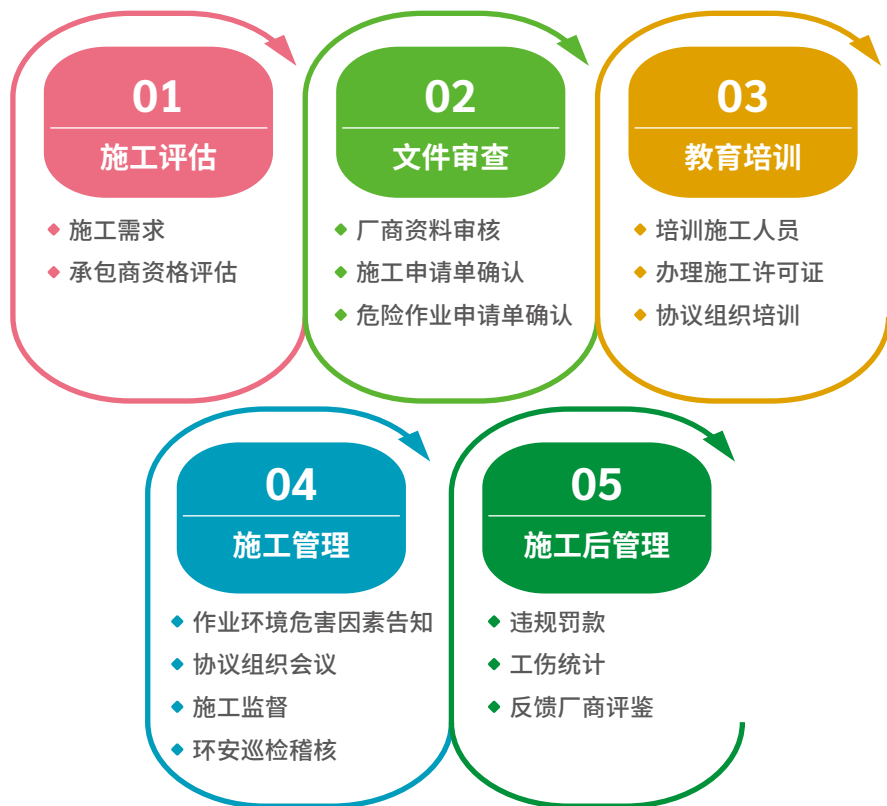 01
施工评估
施工需求
承包商资格评估
02
文件审查
厂商资料审核
施工申请单确认
危险作业申请单确认
03
教育培训
培训施工人员
办理施工许可证
协议组织培训
04
施工管理
作业环境危害因素告知
协议组织会议
施工监督
环安巡检稽核
05
施工后管理
违规罚款
工伤统计
反馈厂商评鉴